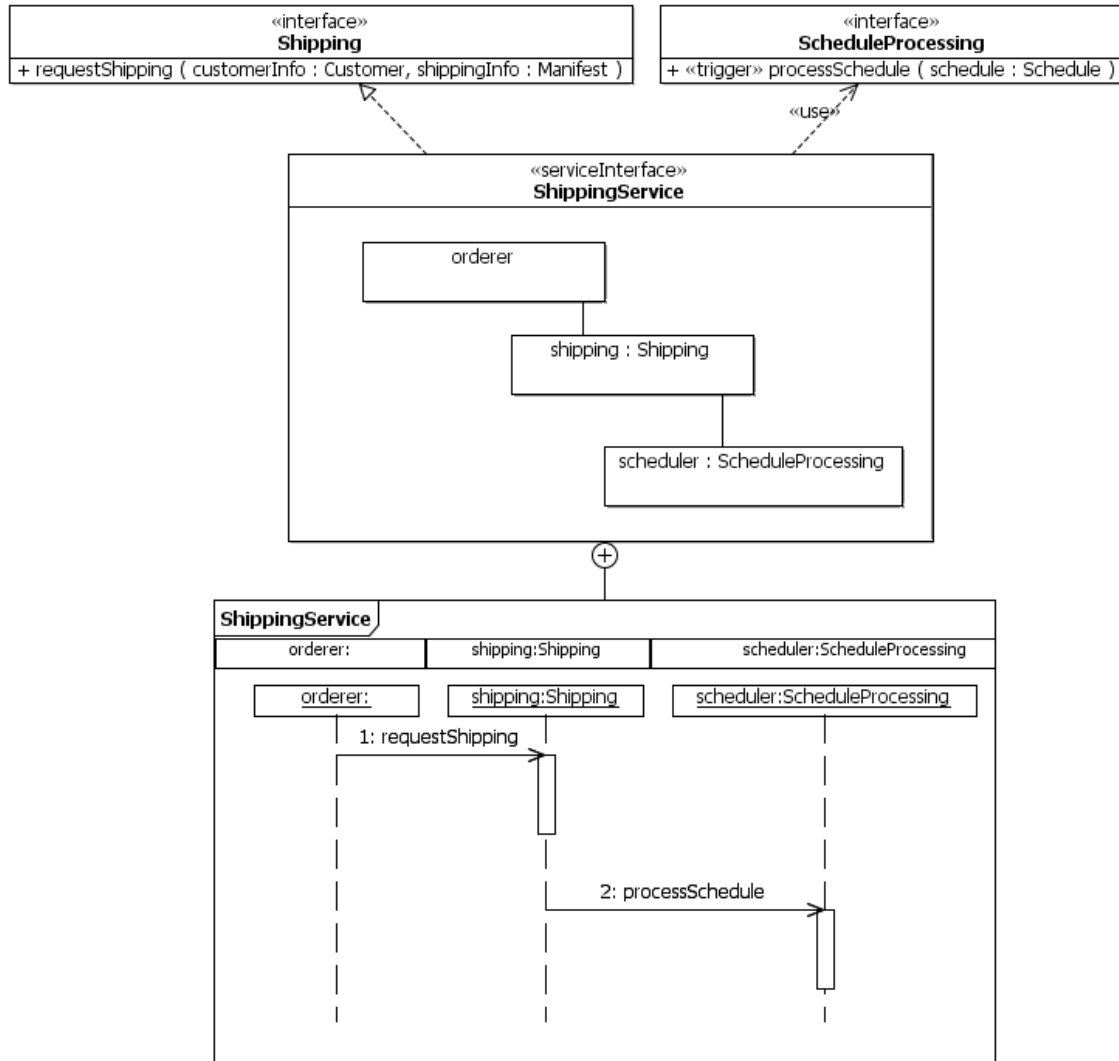 «interface»
Shipping
+ requestShipping ( customerInfo : Customer, shippingInfo : Manifest )
«interface»
ScheduleProcessing
+ «trigger» processSchedule ( schedule : Schedule )
«use»
«serviceInterface»
ShippingService
orderer
shipping : Shipping
scheduler : ScheduleProcessing
ShippingService
orderer:
shipping:Shipping
scheduler:ScheduleProcessing
orderer:
shipping:Shipping
scheduler:ScheduleProcessing
1: requestShipping
2: processSchedule